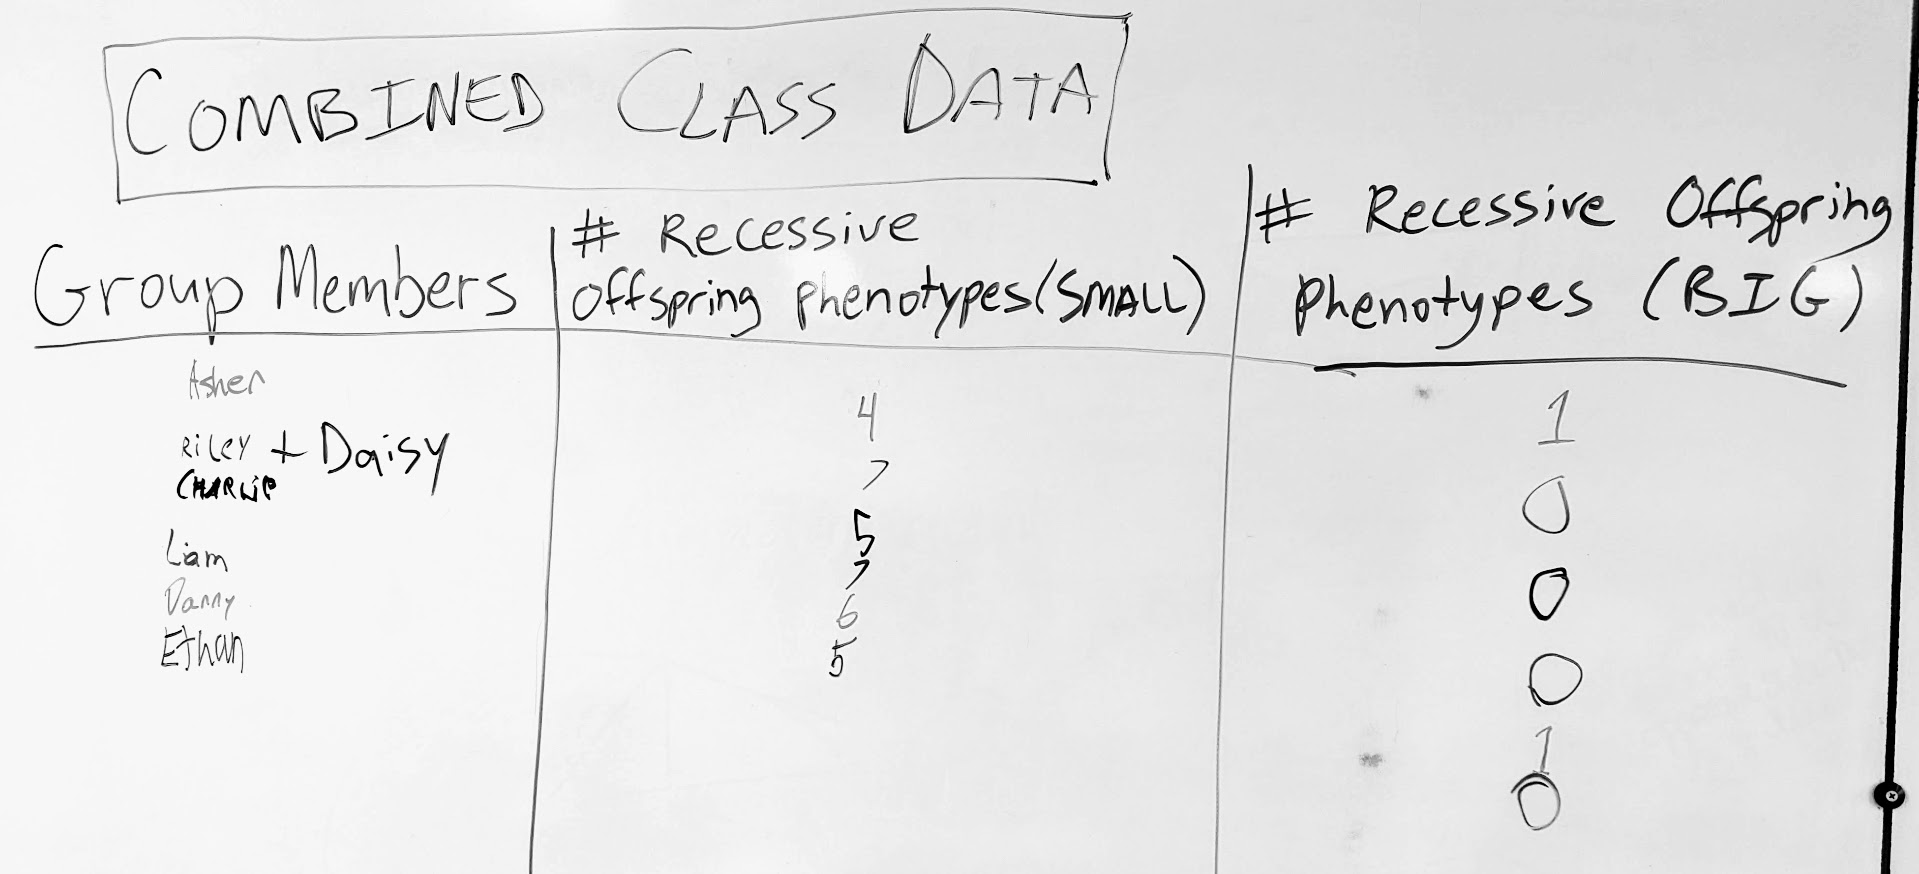 COMBINED CLASS DATA
Group Members
# Recessive
Offspring phenotypes (SMALL)
# Recessive Offspring
phenotypes (BIG)
Asher
4
1
Riley + Daisy
7
0
CHARLiE
5
0
Liam
7
0
Danny
6
1
Ethan
5
0